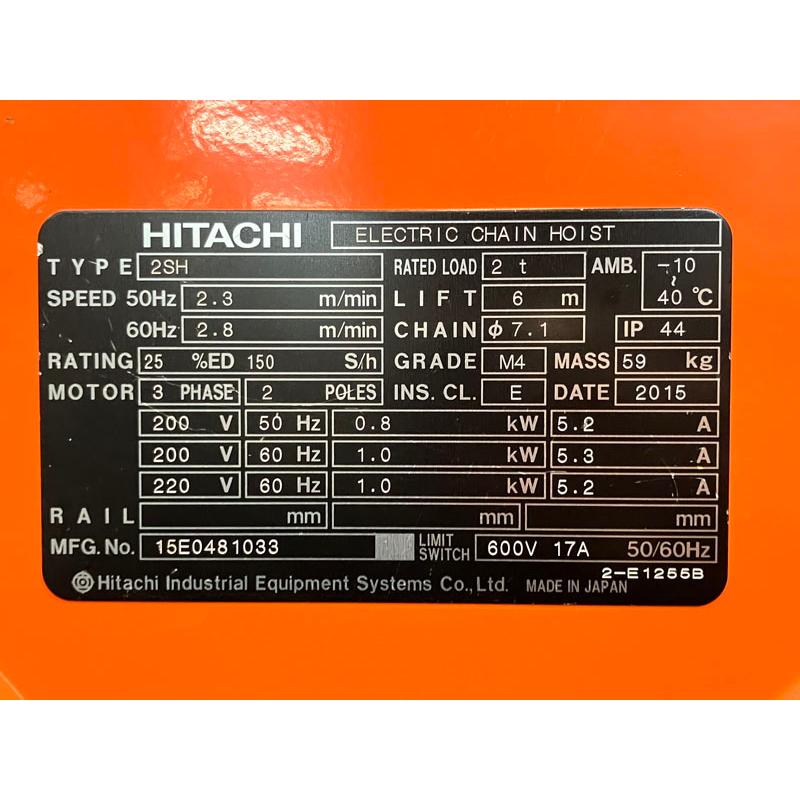 HITACHI ELECTRIC CHAIN HOIST
TYPE 2SH RATED LOAD 2 t AMB. -10 ~ 40 °C
SPEED 50Hz 2.3 m/min LIFT 6 m
60Hz 2.8 m/min CHAIN φ 7.1 IP 44
RATING 25 %ED 150 S/h GRADE M4 MASS 59 kg
MOTOR 3 PHASE 2 POLES INS. CL. E DATE 2015
200 V 50 Hz 0.8 kW 5.2 A
200 V 60 Hz 1.0 kW 5.3 A
220 V 60 Hz 1.0 kW 5.2 A
RAIL mm mm mm
MFG. No. 15E0481033 LIMIT SWITCH 600V 17A 50/60Hz
2-E1255B
Hitachi Industrial Equipment Systems Co., Ltd. MADE IN JAPAN